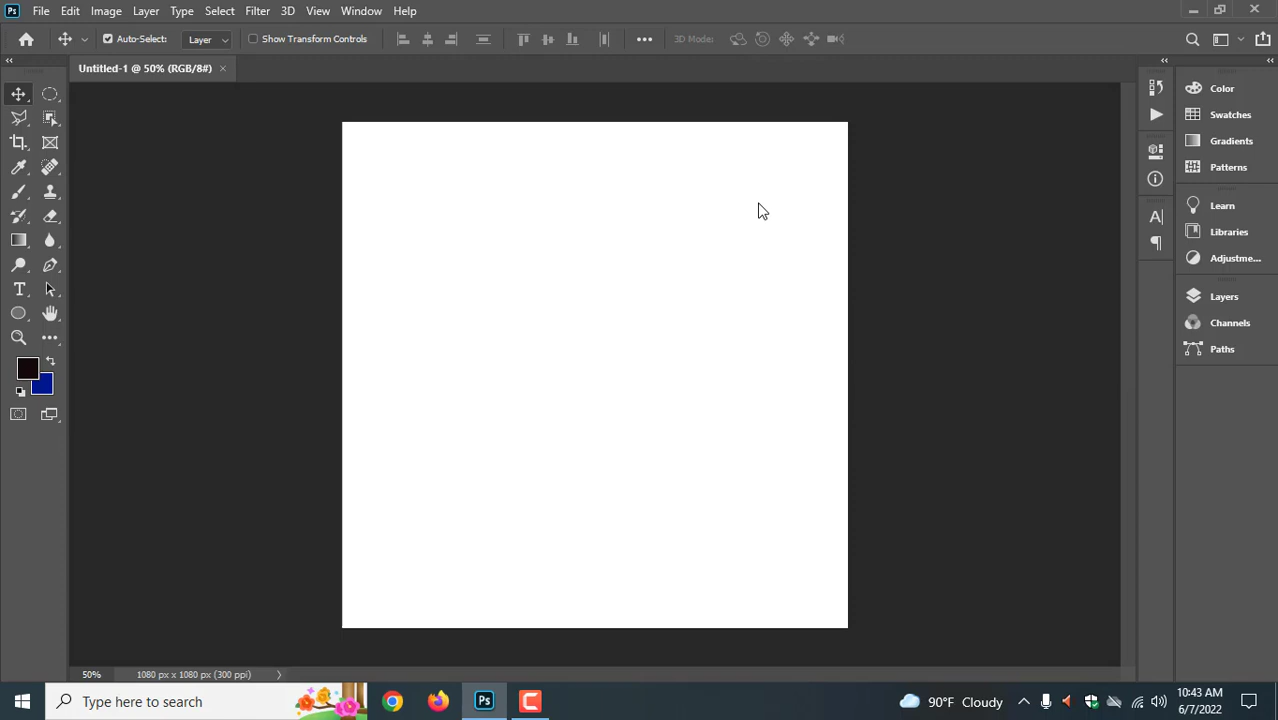 Ps File Edit Image Layer Type Select Filter 3D View Window Help
Auto-Select: Layer Show Transform Controls 3D Mode:
Untitled-1 @ 50% (RGB/8#) ×
Color
Swatches
Gradients
Patterns
Learn
Libraries
Adjustme...
Layers
Channels
Paths
T
A|
50% 1080 px x 1080 px (300 ppi)
Type here to search
Ps
90°F Cloudy
10:43 AM
6/7/2022